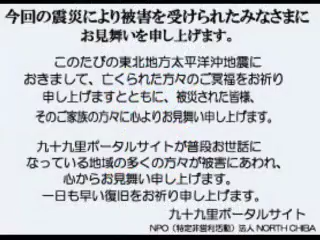 今回の震災により被害を受けられたみなさまに
お見舞いを申し上げます。
このたびの東北地方太平洋沖地震に
おきまして、亡くられた方々のご冥福をお祈り
申し上げますとともに、被災された皆様、
そのご家族の方々に心よりお見舞い申し上げます。
九十九里ポータルサイトが普段お世話に
なっている地域の多くの方々が被害にあわれ、
心からお見舞い申し上げます。
一日も早い復旧をお祈り申し上げます。
九十九里ポータルサイト
NPO（特定非営利活動）法人 NORTH CHIBA